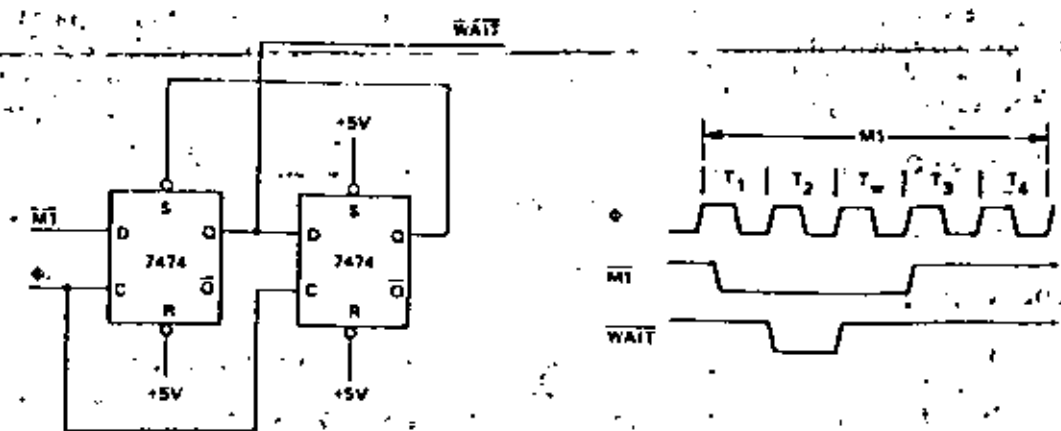 WAIT
+5V
M1
S
S
T₁ T₂ Tw T₃ T₄
M1
D Q
D Q
Φ
7474
7474
Φ
C Q
C Q
M1
R
R
WAIT
+5V
+5V